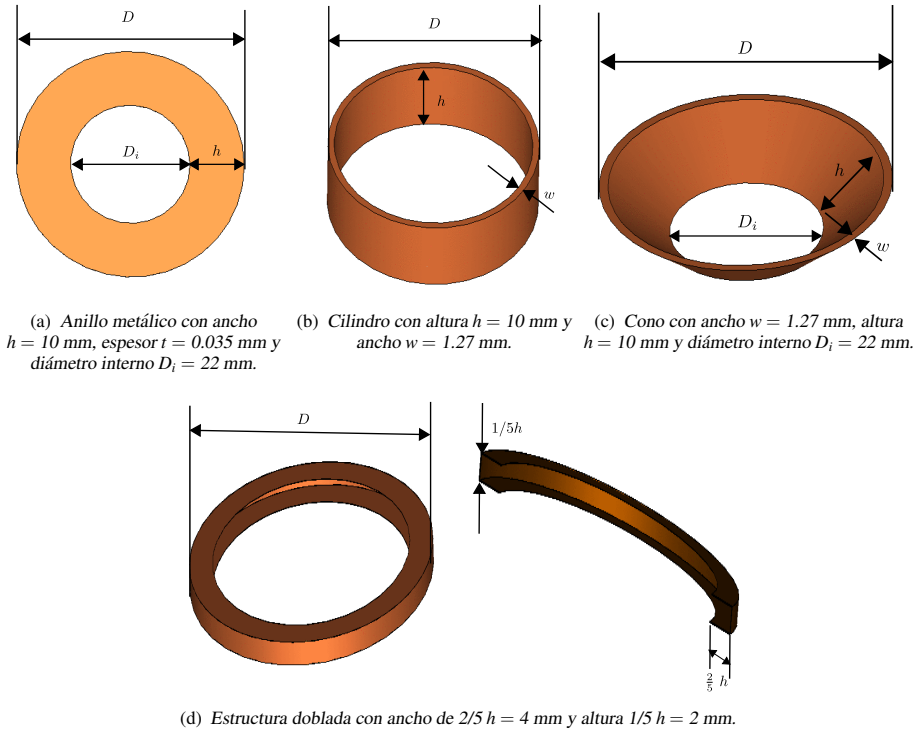 D
D
D
D_i
h
h
w
h
D_i
w
(a) Anillo metálico con ancho
h = 10 mm, espesor t = 0.035 mm y
diámetro interno D_i = 22 mm.
(b) Cilindro con altura h = 10 mm y
ancho w = 1.27 mm.
(c) Cono con ancho w = 1.27 mm, altura
h = 10 mm y diámetro interno D_i = 22 mm.
D
1/5h
2/5 h
(d) Estructura doblada con ancho de 2/5 h = 4 mm y altura 1/5 h = 2 mm.